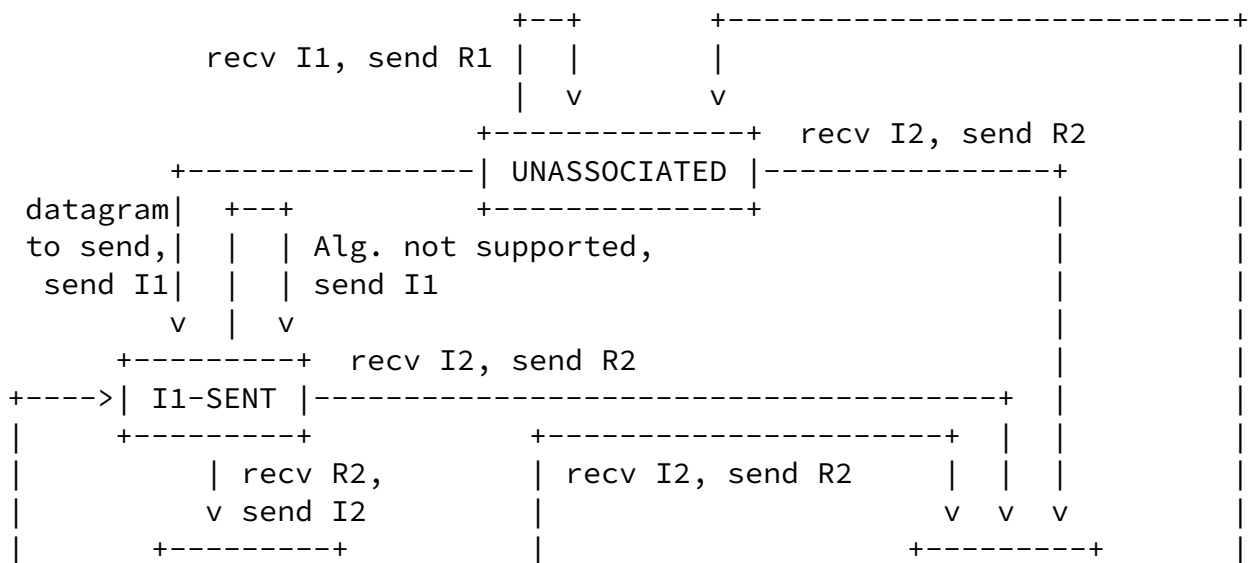 recv I1, send R1
recv I2, send R2
UNASSOCIATED
datagram
to send, Alg. not supported,
send I1 send I1
recv I2, send R2
I1-SENT
recv R2, recv I2, send R2
send I2